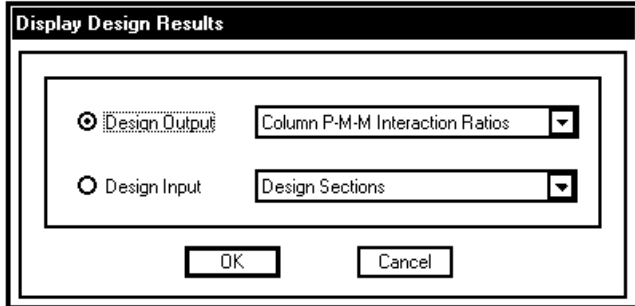 Display Design Results
Design Output Column P-M-M Interaction Ratios
Design Input Design Sections
OK Cancel